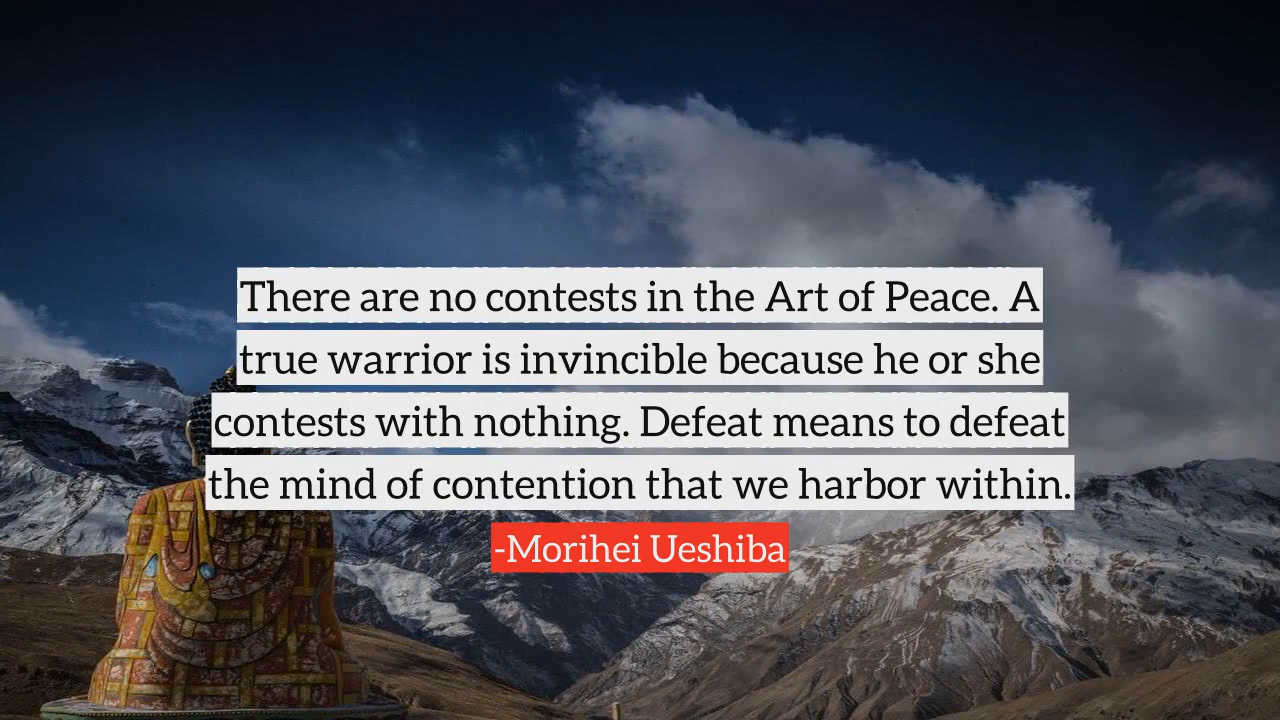 There are no contests in the Art of Peace. A
true warrior is invincible because he or she
contests with nothing. Defeat means to defeat
the mind of contention that we harbor within.
-Morihei Ueshiba